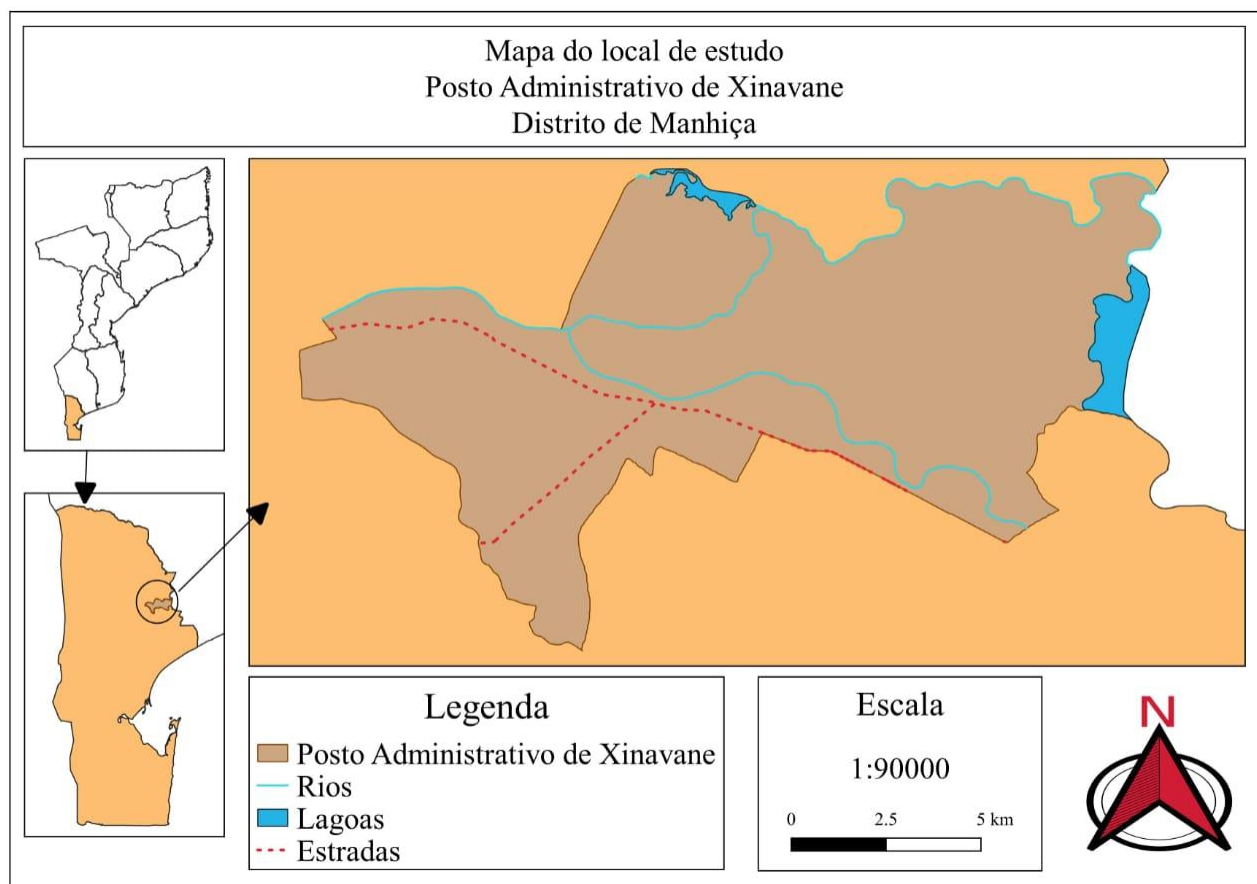 Mapa do local de estudo
Posto Administrativo de Xinavane
Distrito de Manhiça
Legenda
Posto Administrativo de Xinavane
Rios
Lagoas
Estradas
Escala
1:90000
0 2.5 5 km
N